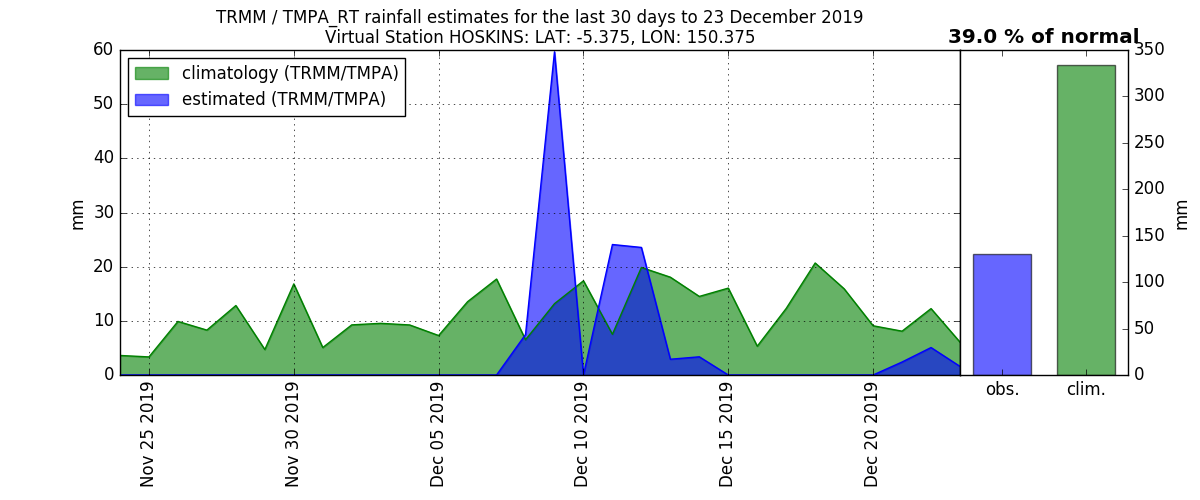 TRMM / TMPA_RT rainfall estimates for the last 30 days to 23 December 2019
Virtual Station HOSKINS: LAT: -5.375, LON: 150.375
39.0 % of normal
climatology (TRMM/TMPA)
estimated (TRMM/TMPA)
60
50
40
30
20
10
0
mm
Nov 25 2019
Nov 30 2019
Dec 05 2019
Dec 10 2019
Dec 15 2019
Dec 20 2019
350
300
250
200
150
100
50
0
mm
obs.
clim.